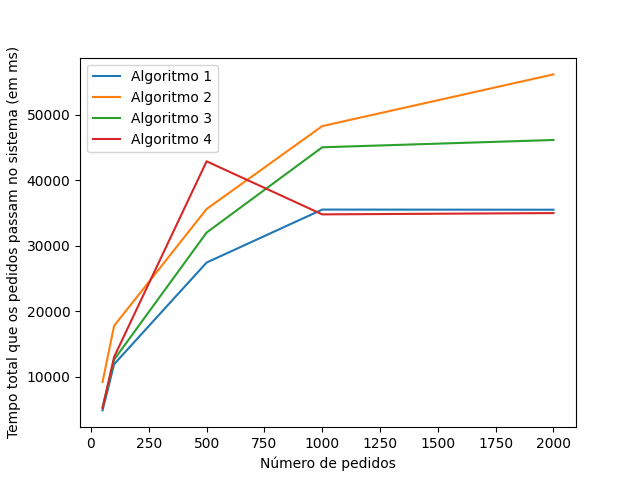 Algoritmo 1
Algoritmo 2
Algoritmo 3
Algoritmo 4
Tempo total que os pedidos passam no sistema (em ms)
50000
40000
30000
20000
10000
0 250 500 750 1000 1250 1500 1750 2000
Número de pedidos